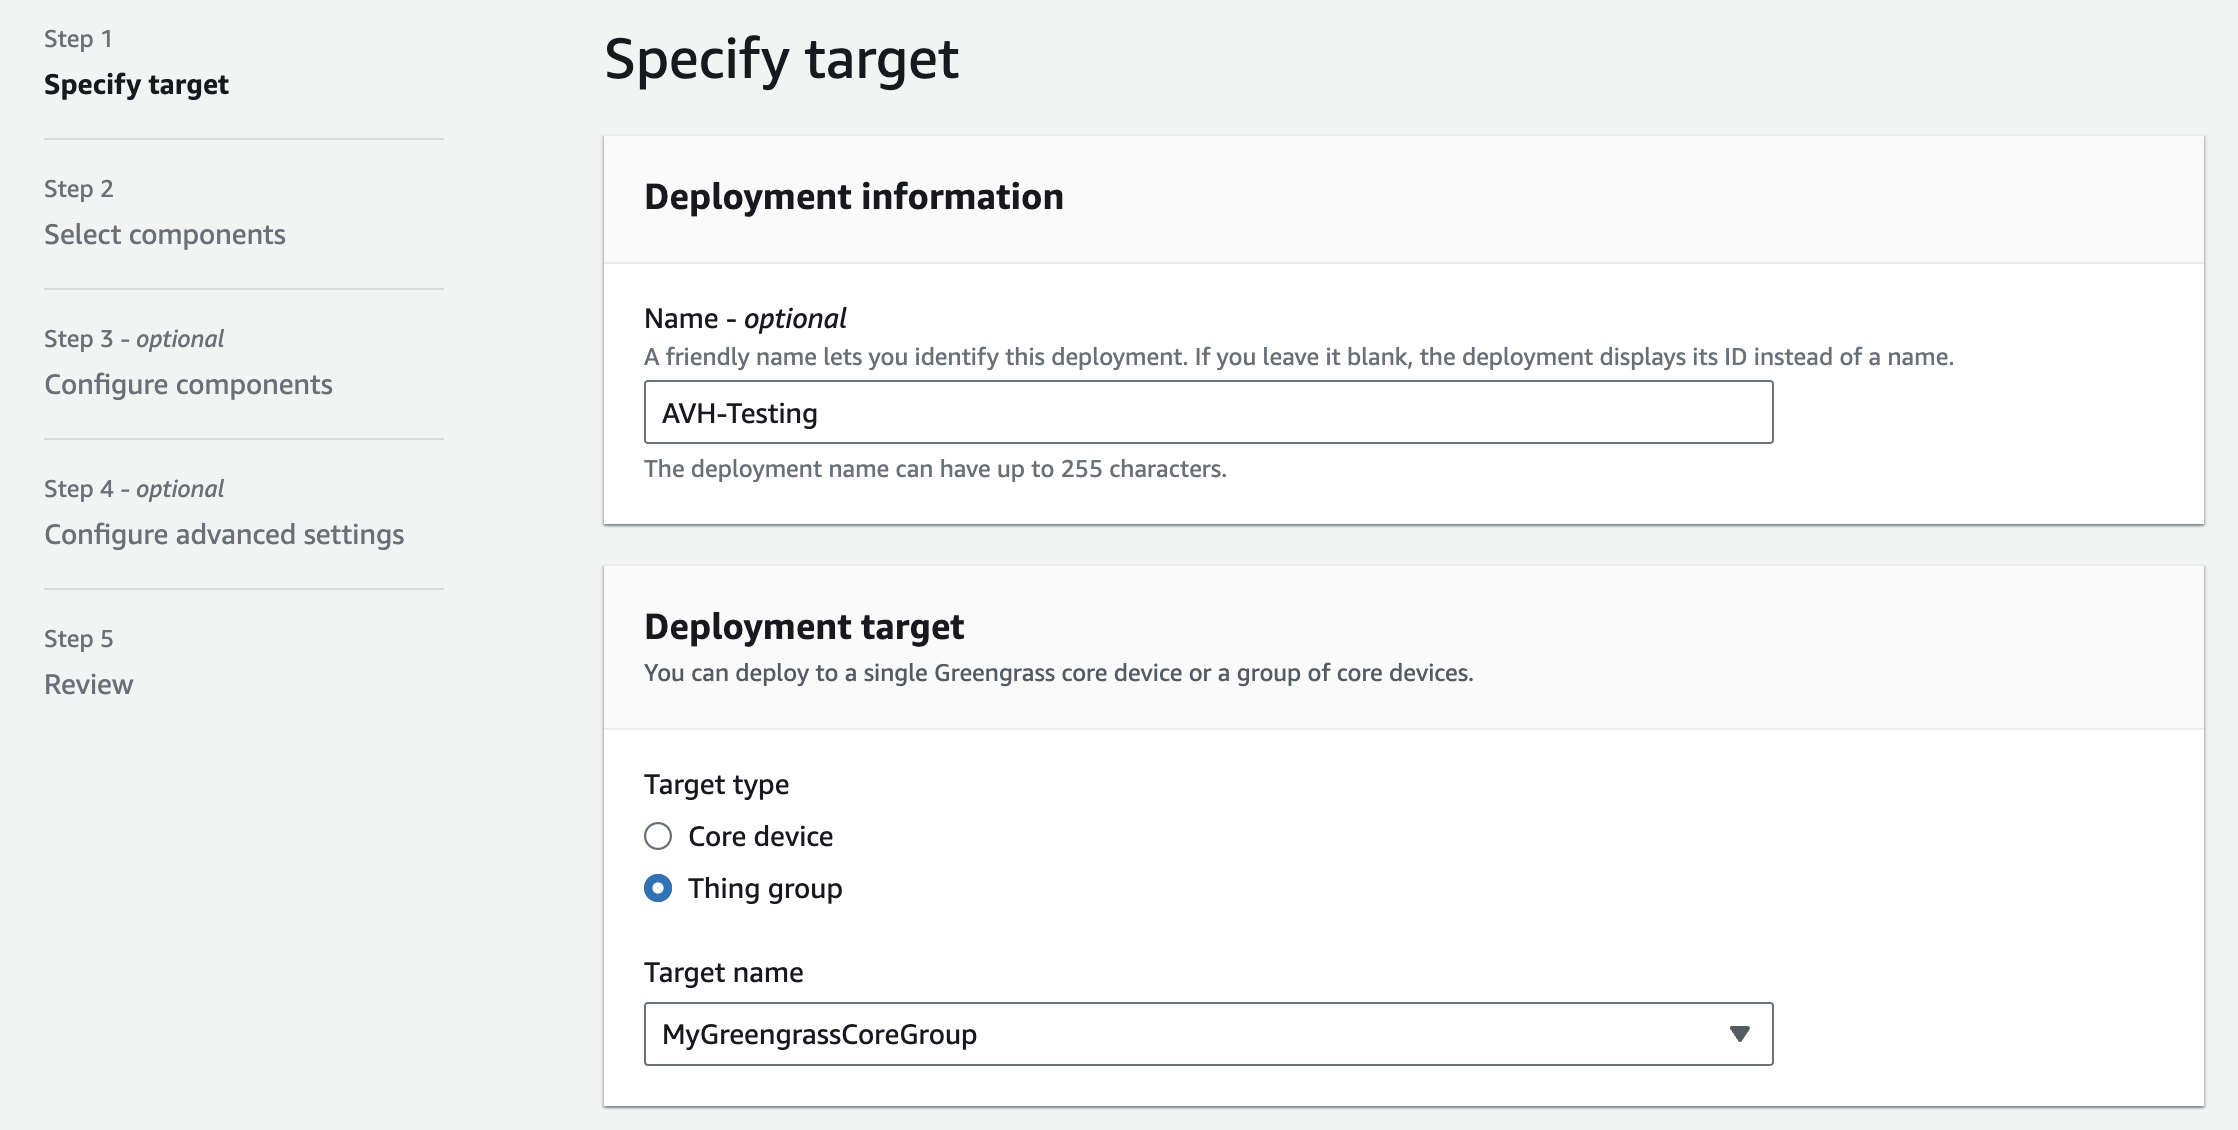 Step 1
Specify target
Step 2
Select components
Step 3 - optional
Configure components
Step 4 - optional
Configure advanced settings
Step 5
Review
Specify target
Deployment information
Name - optional
A friendly name lets you identify this deployment. If you leave it blank, the deployment displays its ID instead of a name.
AVH-Testing
The deployment name can have up to 255 characters.
Deployment target
You can deploy to a single Greengrass core device or a group of core devices.
Target type
Core device
Thing group
Target name
MyGreengrassCoreGroup